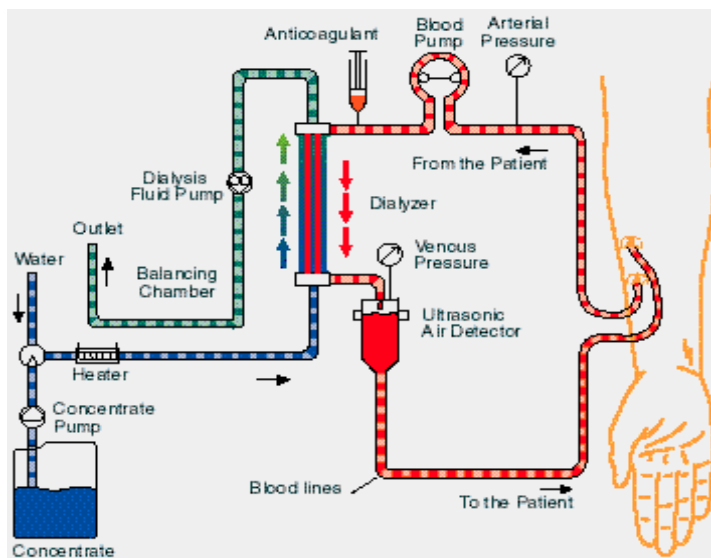 Anticoagulant
Blood
Pump
Arterial
Pressure
From the Patient
Dialysis
Fluid Pump
Dialyzer
Outlet
Water
Balancing
Chamber
Venous
Pressure
Ultrasonic
Air Detector
Heater
Concentrate
Pump
Blood lines
To the Patient
Concentrate